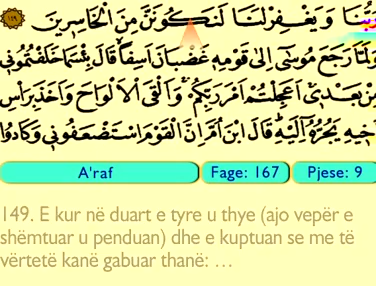 رَبُّنَا وَيَغْفِرْ لَنَا لَنَكُونَنَّ مِنَ الْخَاسِرِينَ ١٤٩
وَلَمَّا رَجَعَ مُوسٰٓى اِلٰى قَوْمِه۪ غَضْبَانَ اَسِفاًۙ قَالَ بِئْسَمَا خَلَفْتُمُون۪ي
مِنْ بَعْد۪يۚ اَعَجِلْتُمْ اَمْرَ رَبِّكُمْۚ وَاَلْقَى الْاَلْوَاحَ وَاَخَذَ بِرَأْسِ
اَخ۪يهِ يَجُرُّهُٓ اِلَيْهِۜ قَالَ ابْنَ اُمَّ اِنَّ الْقَوْمَ اسْتَضْعَفُون۪ي وَكَادُوا
A'raf Fage: 167 Pjese: 9
149. E kur në duart e tyre u thye (ajo vepër e
shëmtuar u penduan) dhe e kuptuan se me të
vërtetë kanë gabuar thanë: …